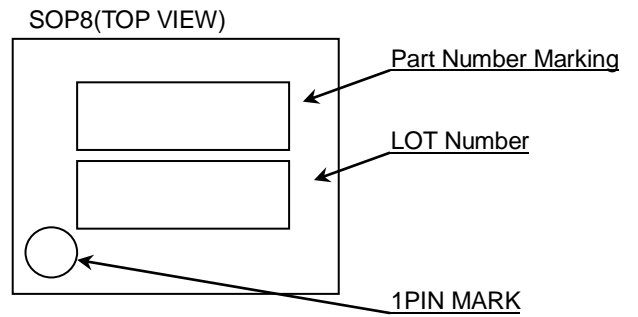 SOP8(TOP VIEW)
Part Number Marking
LOT Number
1PIN MARK